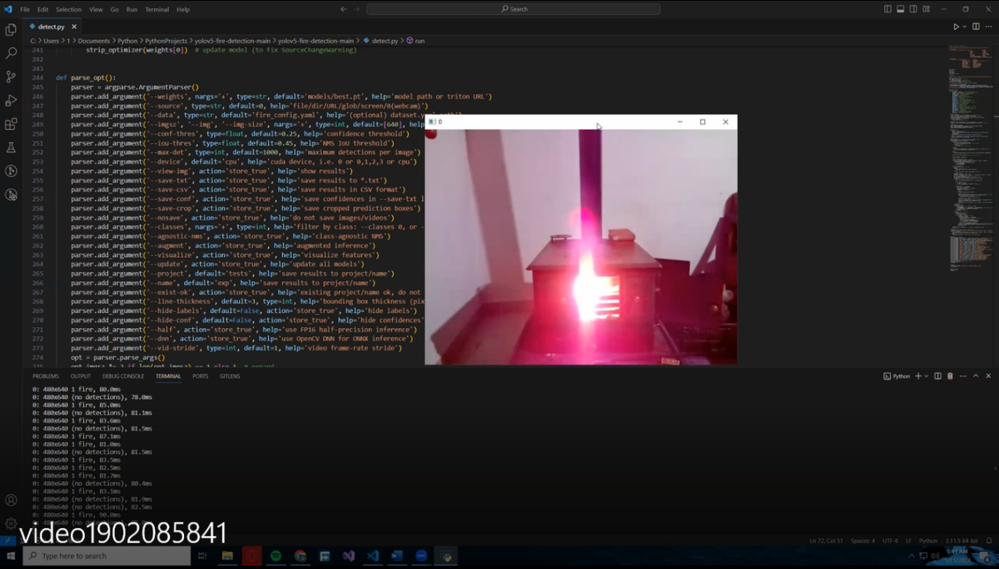 File Edit Selection View Go Run Terminal Help
Search
detect.py
C: > Users > 1 > Documents > Python > PythonProjects > yolov5-fire-detection-main > yolov5-fire-detection-main > detect.py > run
241 strip_optimizer(weights[0]) # update model (to fix SourceChangeWarning)
242
243
244 def parse_opt():
245 parser = argparse.ArgumentParser()
246 parser.add_argument('--weights', nargs='+', type=str, default='models/best.pt', help='model path or triton URL')
247 parser.add_argument('--source', type=str, default=0, help='file/dir/URL/glob/screen/0(webcam)')
248 parser.add_argument('--data', type=str, default='fire_config.yaml', help='(optional) dataset.yaml path')
249 parser.add_argument('--imgsz', '--img', '--img-size', nargs='+', type=int, default=[640], help
250 parser.add_argument('--conf-thres', type=float, default=0.25, help='confidence threshold')
251 parser.add_argument('--iou-thres', type=float, default=0.45, help='NMS IoU threshold')
252 parser.add_argument('--max-det', type=int, default=1000, help='maximum detections per image')
253 parser.add_argument('--device', default='cpu', help='cuda device, i.e. 0 or 0,1,2,3 or cpu')
254 parser.add_argument('--view-img', action='store_true', help='show results')
255 parser.add_argument('--save-txt', action='store_true', help='save results to *.txt')
256 parser.add_argument('--save-csv', action='store_true', help='save results in CSV format')
257 parser.add_argument('--save-conf', action='store_true', help='save confidences in --save-txt l
258 parser.add_argument('--save-crop', action='store_true', help='save cropped prediction boxes')
259 parser.add_argument('--nosave', action='store_true', help='do not save images/videos')
260 parser.add_argument('--classes', nargs='+', type=int, help='filter by class: --classes 0, or -
261 parser.add_argument('--agnostic-nms', action='store_true', help='class-agnostic NMS')
262 parser.add_argument('--augment', action='store_true', help='augmented inference')
263 parser.add_argument('--visualize', action='store_true', help='visualize features')
264 parser.add_argument('--update', action='store_true', help='update all models')
265 parser.add_argument('--project', default='tests', help='save results to project/name')
266 parser.add_argument('--name', default='exp', help='save results to project/name')
267 parser.add_argument('--exist-ok', action='store_true', help='existing project/name ok, do not
268 parser.add_argument('--line-thickness', default=3, type=int, help='bounding box thickness (pix
269 parser.add_argument('--hide-labels', default=False, action='store_true', help='hide labels')
270 parser.add_argument('--hide-conf', default=False, action='store_true', help='hide confidences'
271 parser.add_argument('--half', action='store_true', help='use FP16 half-precision inference')
272 parser.add_argument('--dnn', action='store_true', help='use OpenCV DNN for ONNX inference')
273 parser.add_argument('--vid-stride', type=int, default=1, help='video frame-rate stride')
274 opt = parser.parse_args()
275 opt.imgsz *= 2 if len(opt.imgsz) == 1 else 1 # expand
0
PROBLEMS OUTPUT DEBUG CONSOLE TERMINAL PORTS GITLENS
Python
0: 480x640 1 fire, 80.0ms
0: 480x640 (no detections), 78.0ms
0: 480x640 1 fire, 85.0ms
0: 480x640 (no detections), 81.1ms
0: 480x640 1 fire, 83.6ms
0: 480x640 (no detections), 81.5ms
0: 480x640 1 fire, 87.1ms
0: 480x640 1 fire, 81.0ms
0: 480x640 (no detections), 81.5ms
0: 480x640 1 fire, 83.5ms
0: 480x640 1 fire, 82.5ms
0: 480x640 1 fire, 81.7ms
0: 480x640 (no detections), 80.4ms
0: 480x640 1 fire, 83.1ms
0: 480x640 (no detections), 81.9ms
0: 480x640 (no detections), 82.5ms
0: 480x640 1 fire, 90.0ms
video1902085841
Ln 72, Col 51 Spaces: 4 UTF-8 LF Python 3.11.5 64-bit
Type here to search